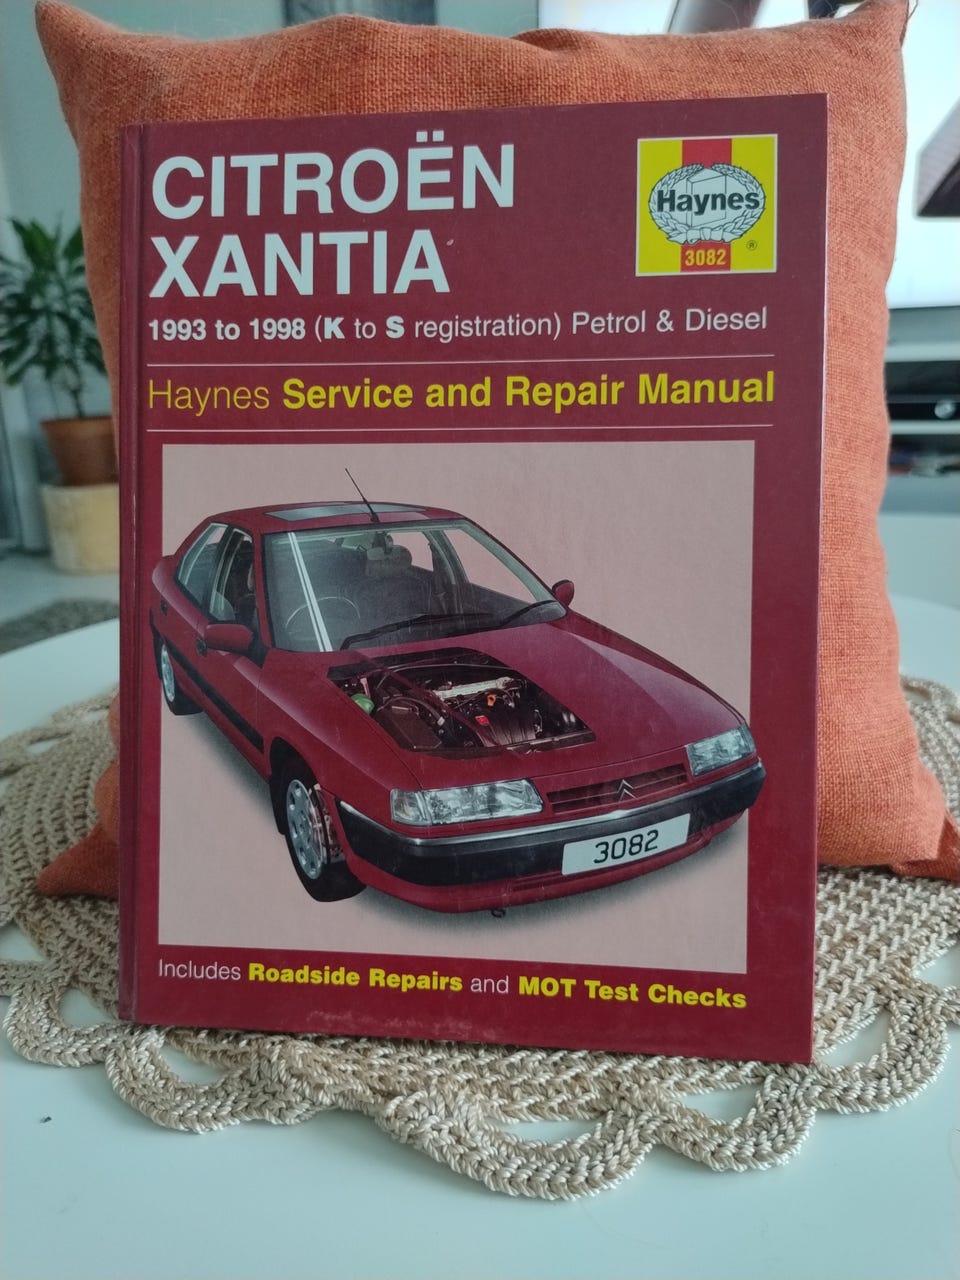 CITROËN
XANTIA
Haynes
®
3082
1993 to 1998 (K to S registration) Petrol & Diesel
Haynes Service and Repair Manual
3082
Includes Roadside Repairs and MOT Test Checks